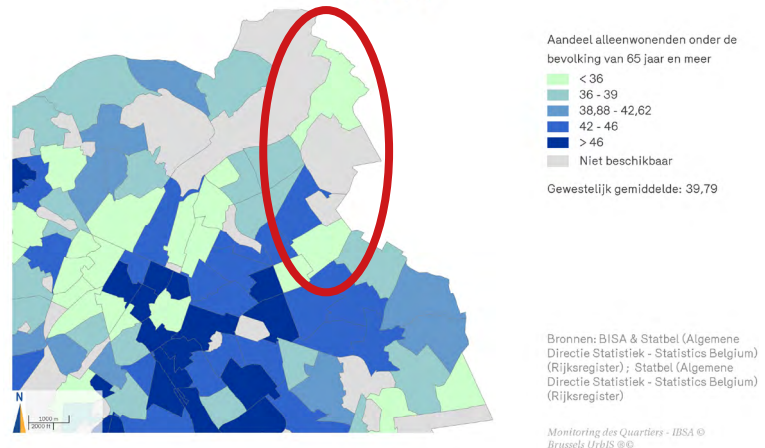 Aandeel alleenwonenden onder de
bevolking van 65 jaar en meer
< 36
36 - 39
38,88 - 42,62
42 - 46
> 46
Niet beschikbaar
Gewestelijk gemiddelde: 39,79
Bronnen: BISA & Statbel (Algemene
Directie Statistiek - Statistics Belgium)
(Rijksregister) ; Statbel (Algemene
Directie Statistiek - Statistics Belgium)
(Rijksregister)
Monitoring des Quartiers - IBSA ©
Brussels UrbIS ®©
N
1000 m
2000 ft